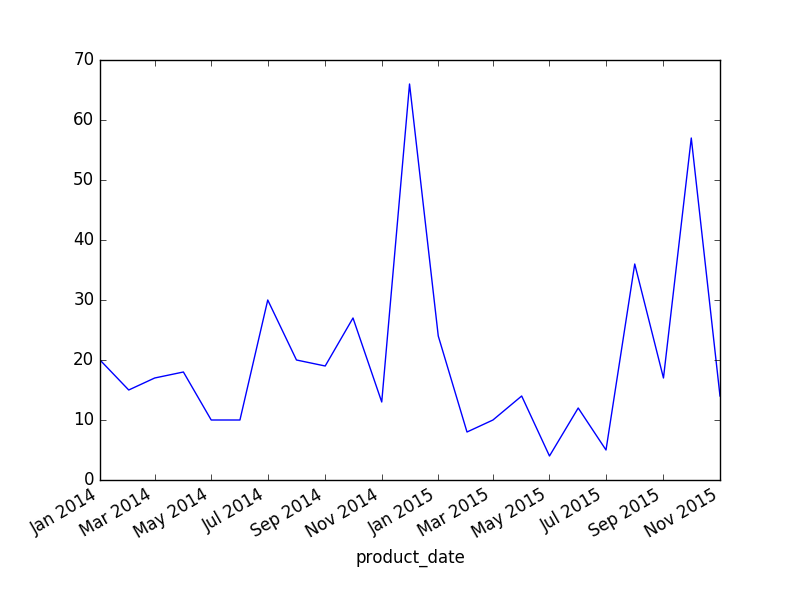 70
60
50
40
30
20
10
0
Jan 2014
Mar 2014
May 2014
Jul 2014
Sep 2014
Nov 2014
Jan 2015
Mar 2015
May 2015
Jul 2015
Sep 2015
Nov 2015
product_date